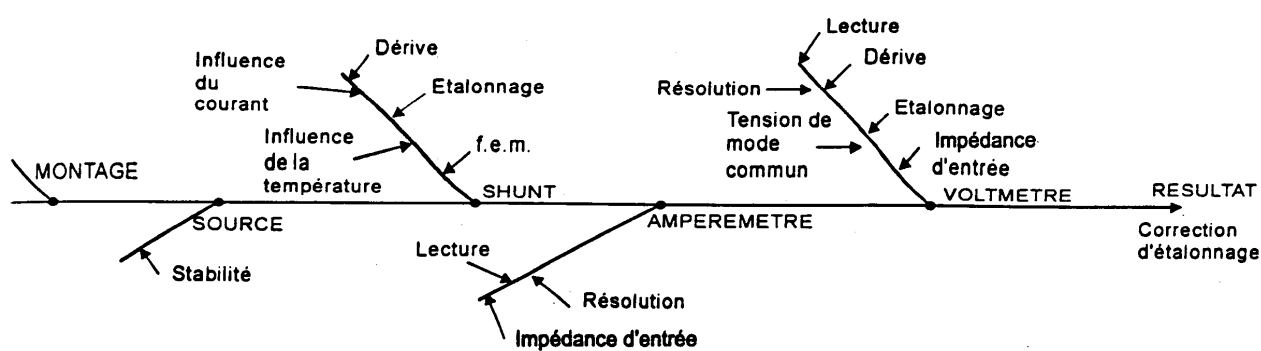 MONTAGE
SOURCE
Stabilité
Influence
du
courant
Dérive
Etalonnage
Influence
de la
température
f.e.m.
SHUNT
Lecture
Résolution
Impédance d'entrée
AMPEREMETRE
Lecture
Dérive
Résolution
Etalonnage
Tension de
mode
commun
Impédance
d'entrée
VOLTMETRE
RESULTAT
Correction
d'étalonnage